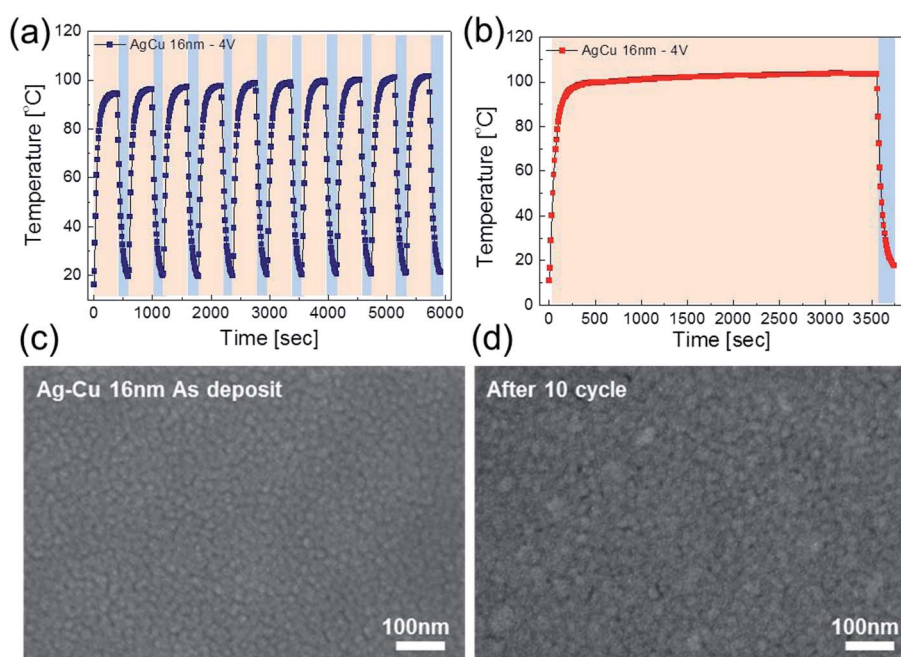 (a)
AgCu 16nm - 4V
Temperature [°C]
120
100
80
60
40
20
0 1000 2000 3000 4000 5000 6000
Time [sec]
(b)
AgCu 16nm - 4V
Temperature [°C]
120
100
80
60
40
20
0
0 500 1000 1500 2000 2500 3000 3500
Time [sec]
(c)
Ag-Cu 16nm As deposit
100nm
(d)
After 10 cycle
100nm